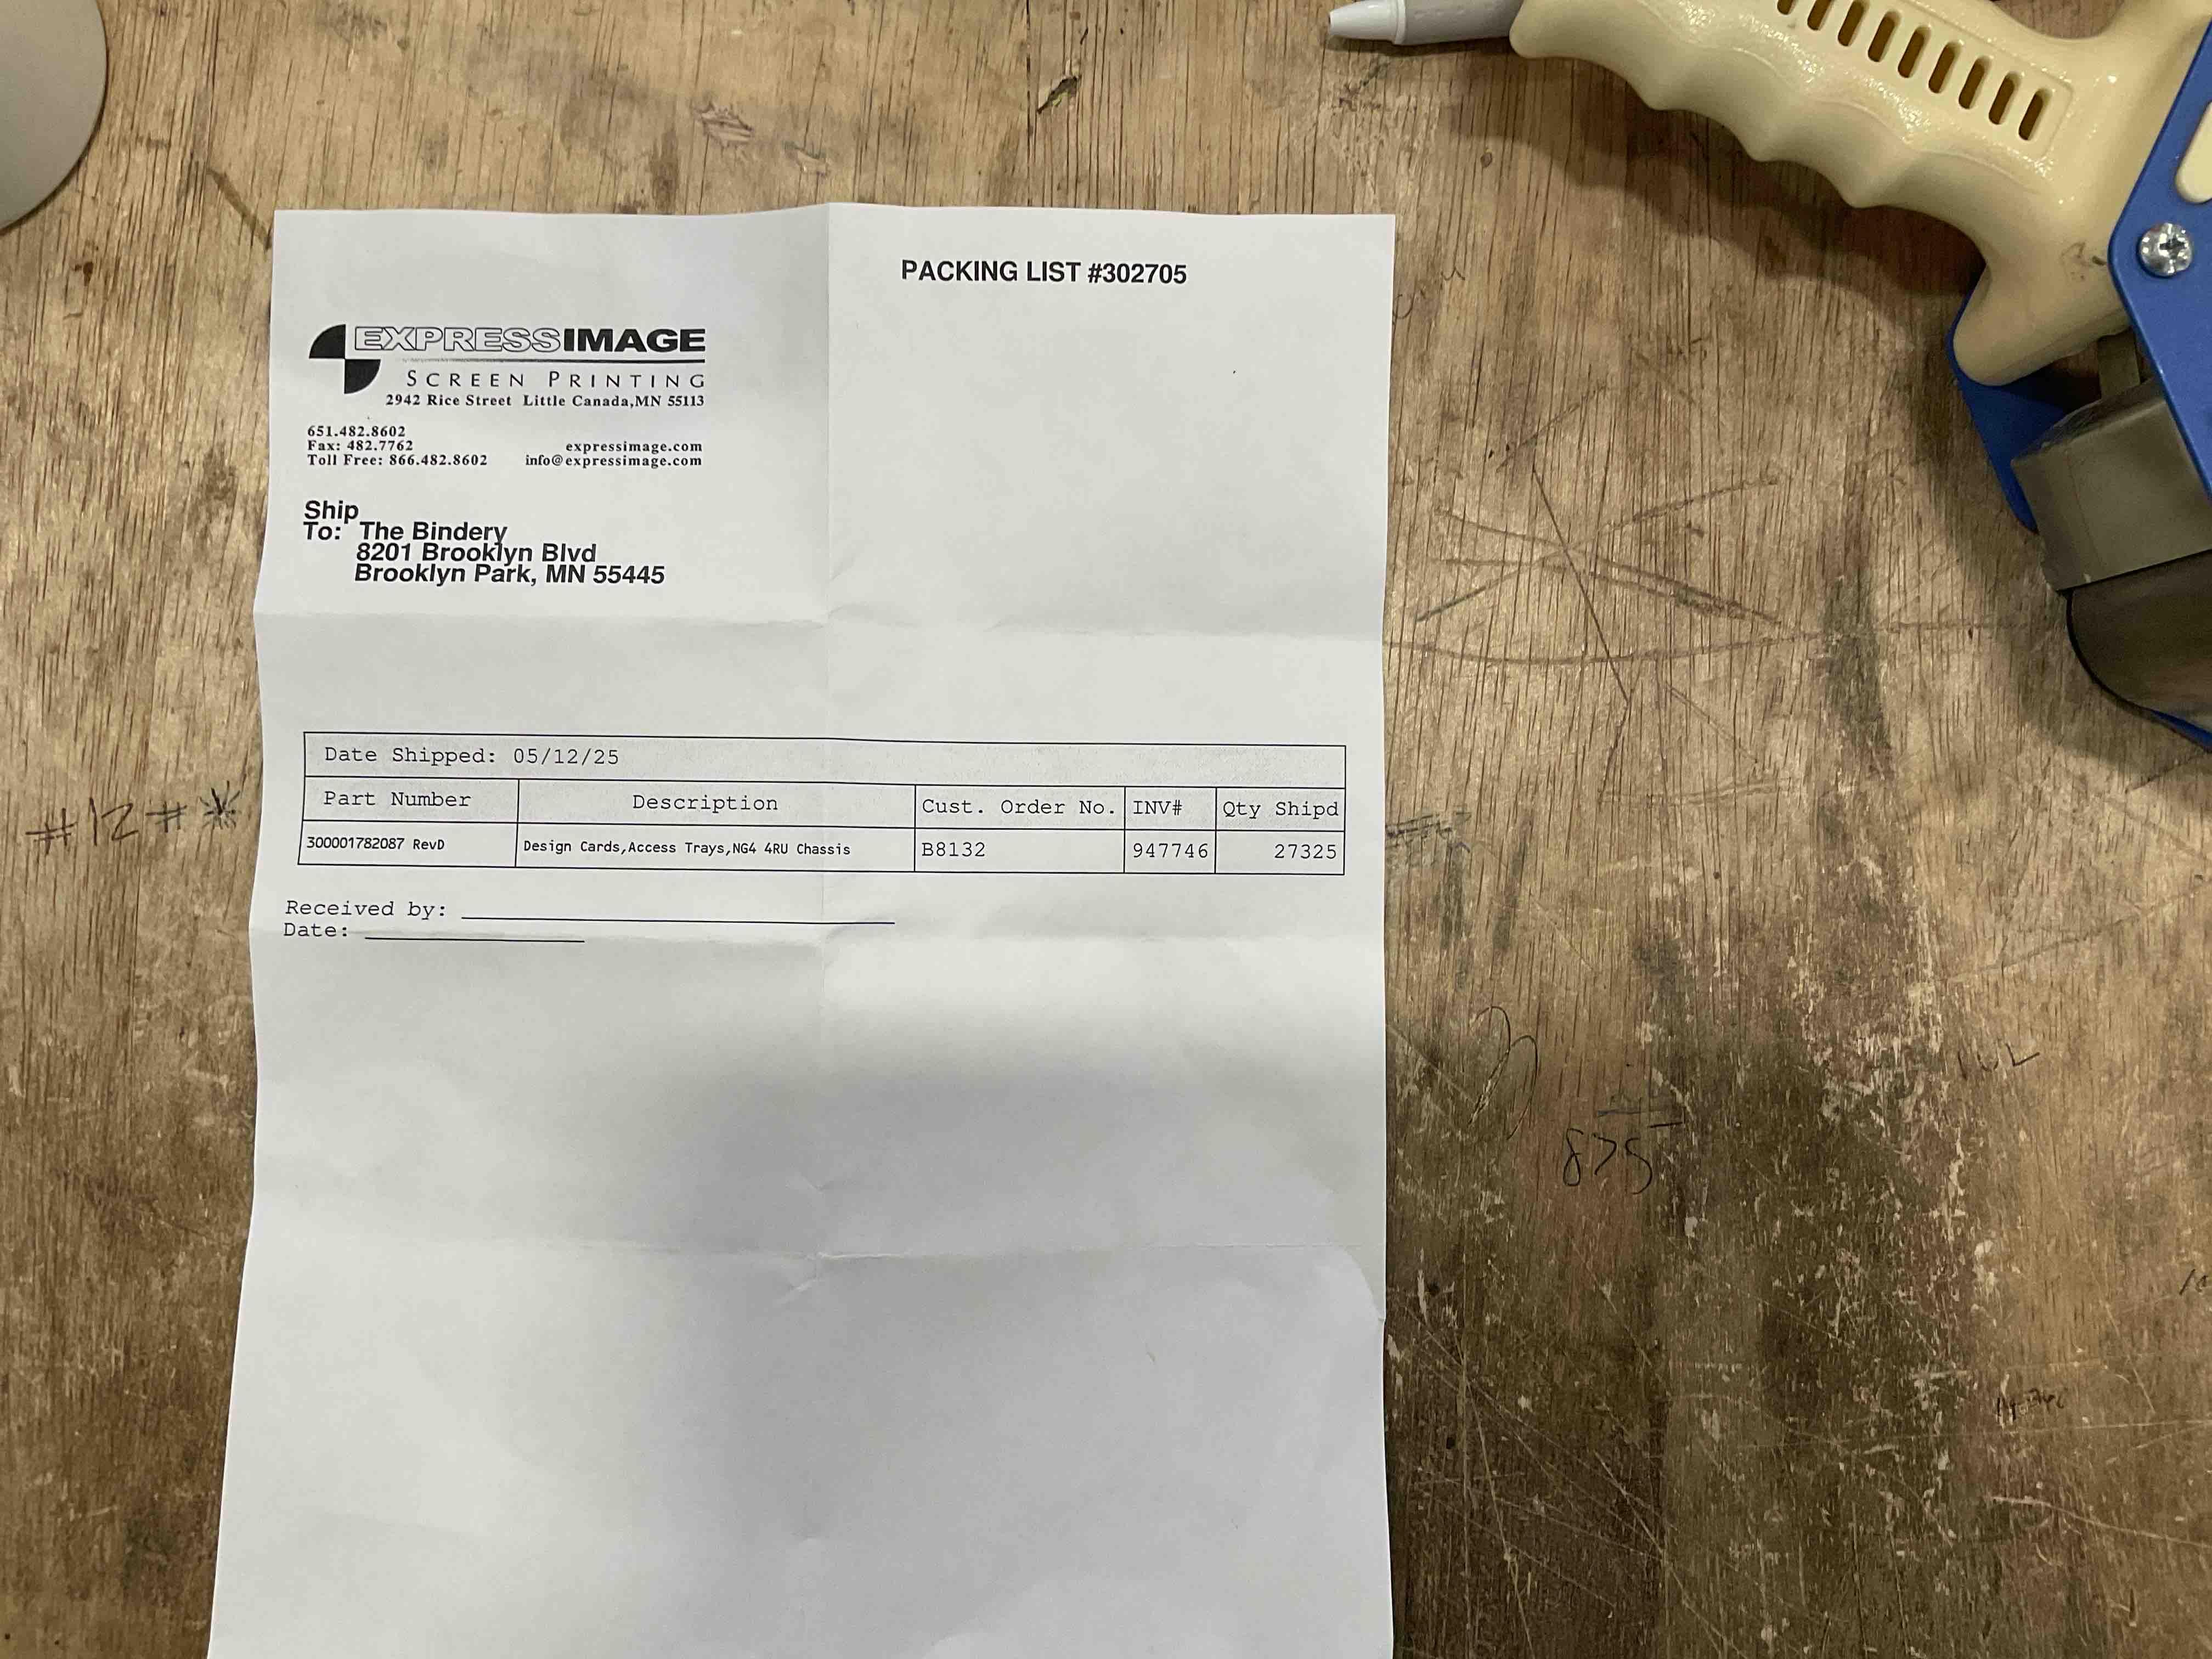 PACKING LIST #302705
EXPRESSIMAGE
SCREEN PRINTING
2942 Rice Street Little Canada,MN 55113
651.482.8602
Fax: 482.7762 expressimage.com
Toll Free: 866.482.8602 info@expressimage.com
Ship
To: The Bindery
8201 Brooklyn Blvd
Brooklyn Park, MN 55445
Date Shipped: 05/12/25
Part Number Description Cust. Order No. INV# Qty Shipd
300001782087 RevD Design Cards,Access Trays,NG4 4RU Chassis B8132 947746 27325
Received by:
Date:
#12#*
875